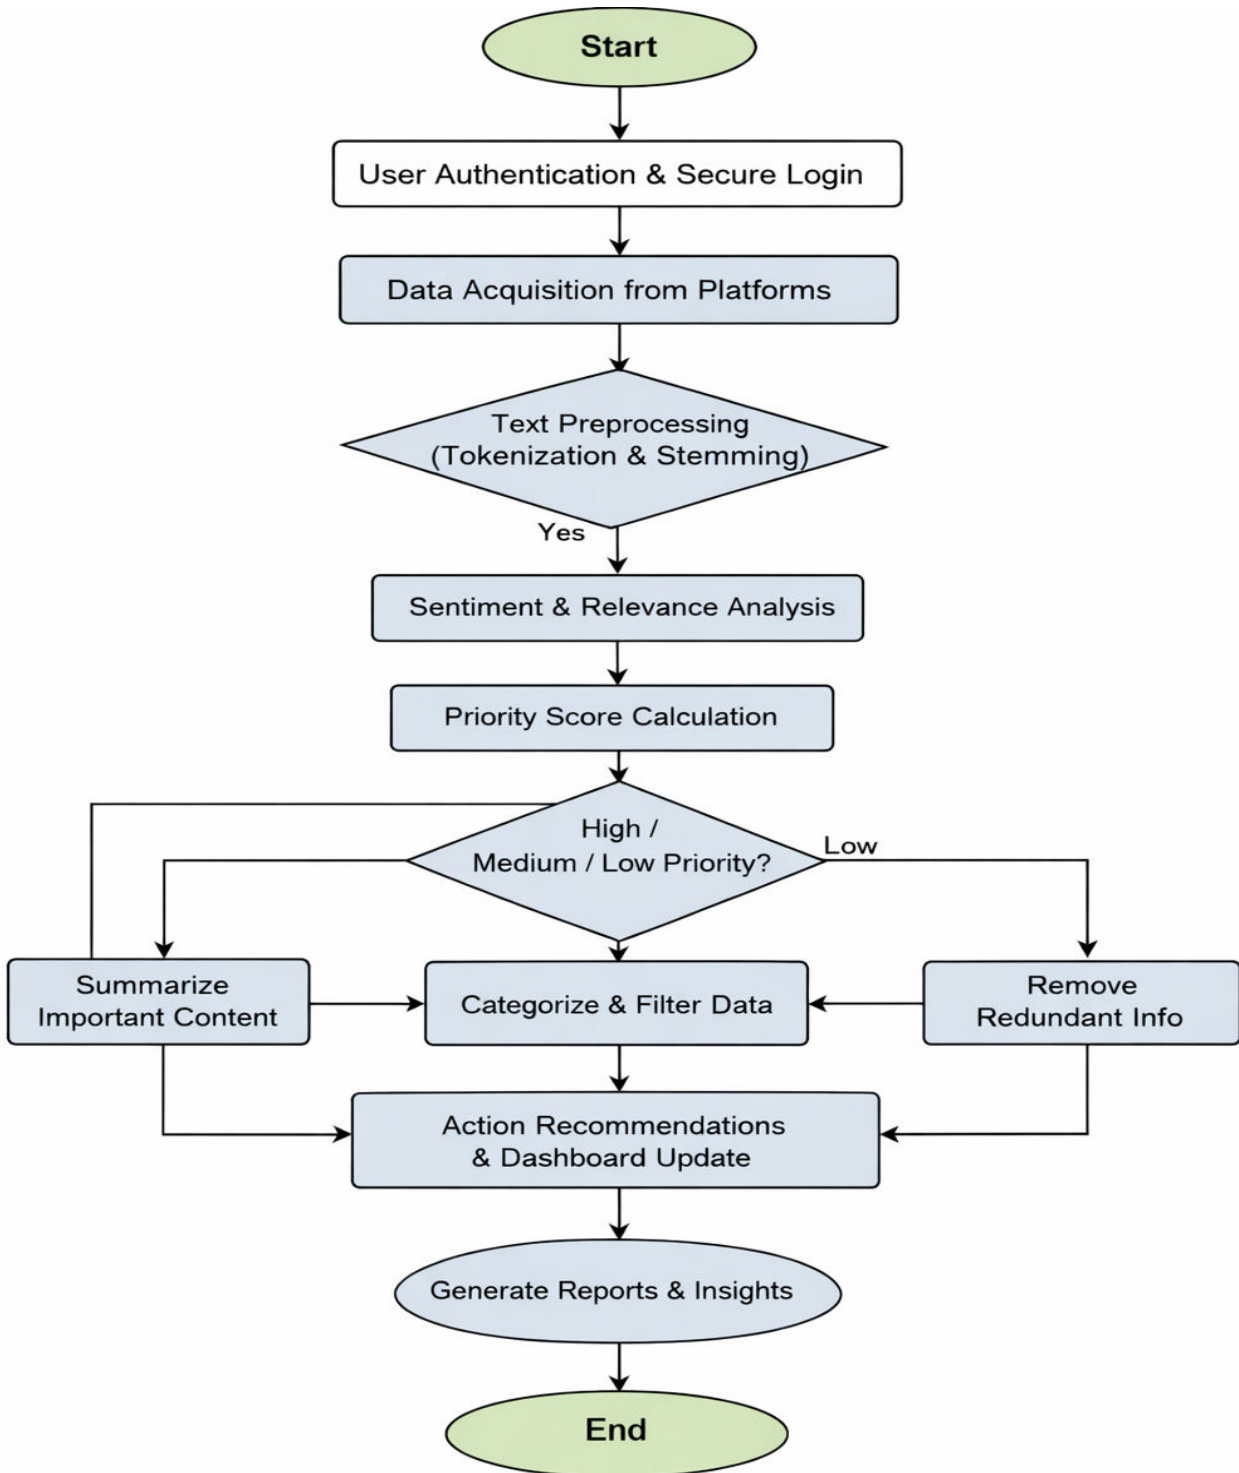 Start
User Authentication & Secure Login
Data Acquisition from Platforms
Text Preprocessing
(Tokenization & Stemming)
Yes
Sentiment & Relevance Analysis
Priority Score Calculation
High /
Medium / Low Priority?
Low
Summarize
Important Content
Categorize & Filter Data
Remove
Redundant Info
Action Recommendations
& Dashboard Update
Generate Reports & Insights
End